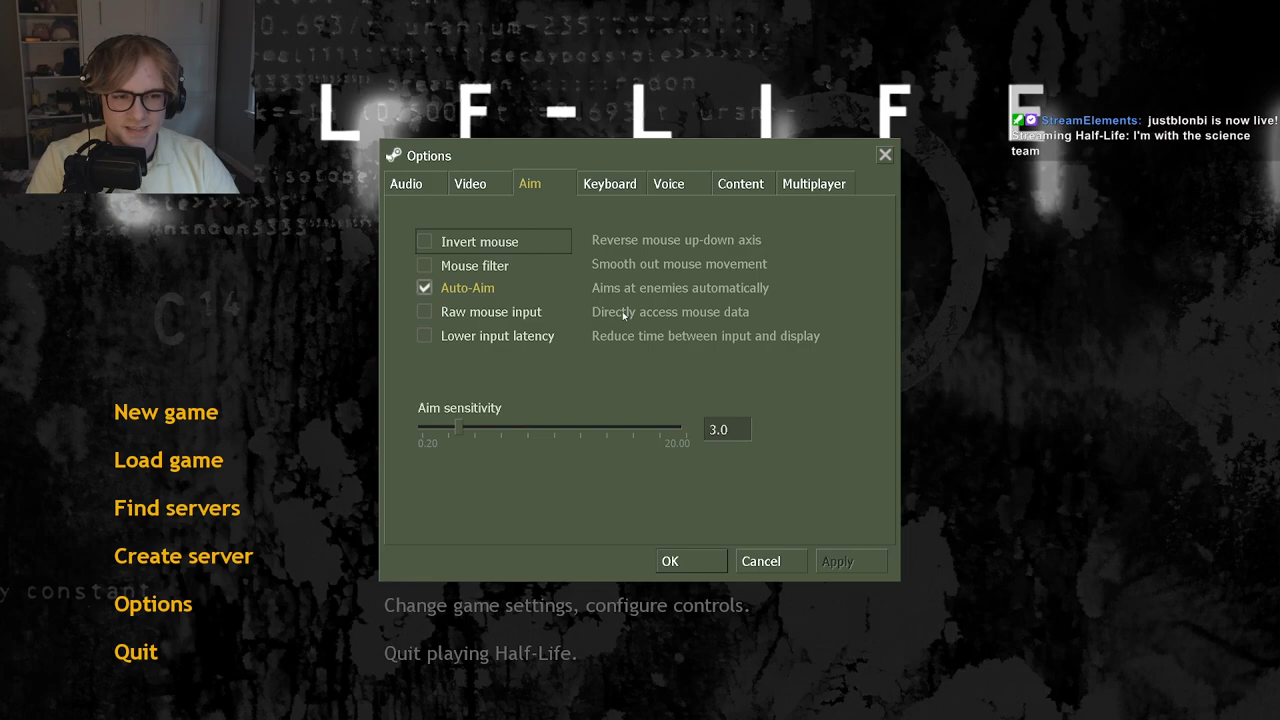 L F - L I F E
StreamElements: justblonbi is now live!
Streaming Half-Life: I'm with the science
team
Options
Audio Video Aim Keyboard Voice Content Multiplayer
Invert mouse Reverse mouse up-down axis
Mouse filter Smooth out mouse movement
Auto-Aim Aims at enemies automatically
Raw mouse input Directly access mouse data
Lower input latency Reduce time between input and display
Aim sensitivity
3.0
0.20 20.00
OK Cancel Apply
New game
Load game
Find servers
Create server
Options Change game settings, configure controls.
Quit Quit playing Half-Life.
C14
y constant